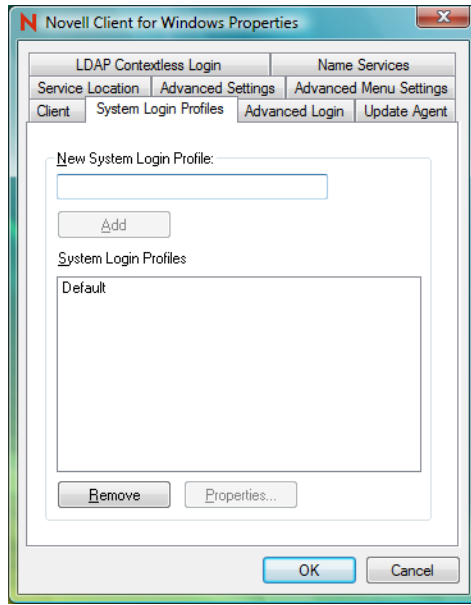 Novell Client for Windows Properties
LDAP Contextless Login Name Services
Service Location Advanced Settings Advanced Menu Settings
Client System Login Profiles Advanced Login Update Agent
New System Login Profile:
Add
System Login Profiles
Default
Remove Properties...
OK Cancel